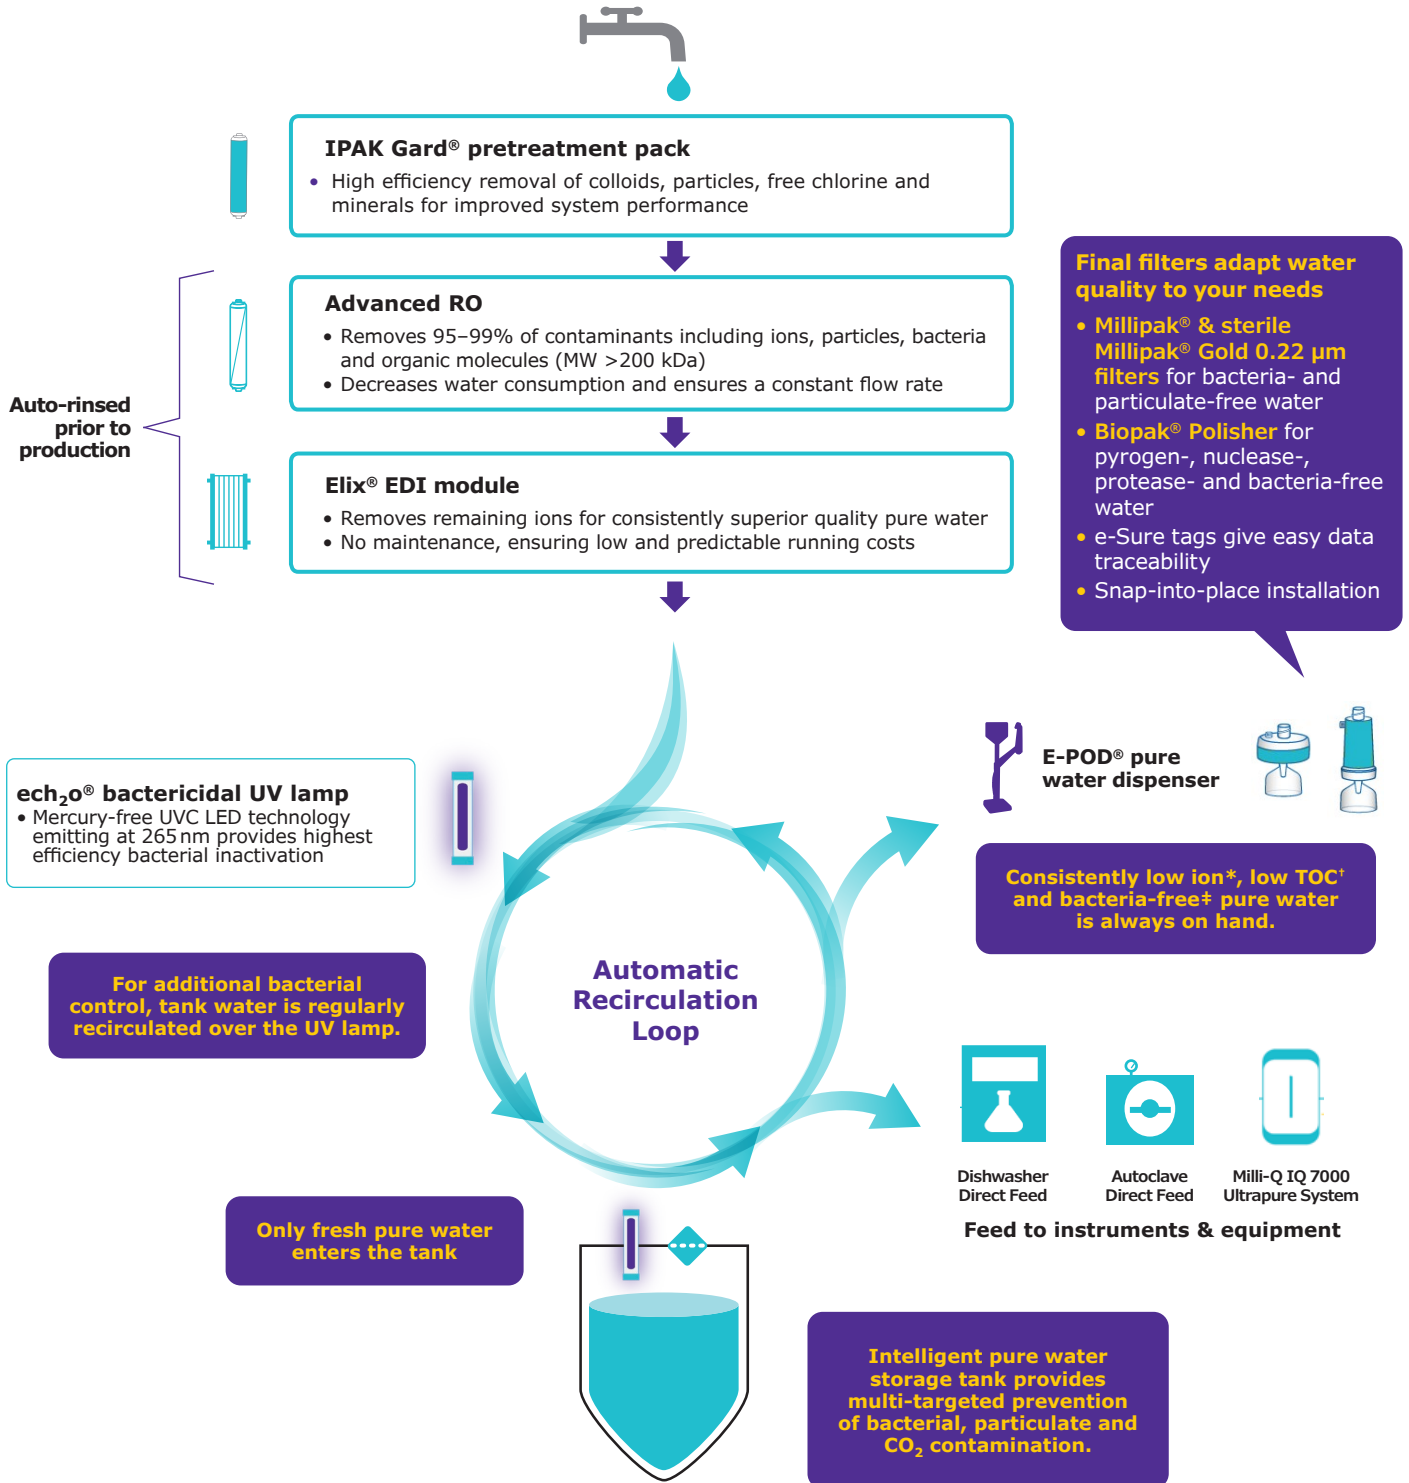 IPAK Gard® pretreatment pack
• High efficiency removal of colloids, particles, free chlorine and
minerals for improved system performance
Advanced RO
• Removes 95–99% of contaminants including ions, particles, bacteria
and organic molecules (MW >200 kDa)
• Decreases water consumption and ensures a constant flow rate
Auto-rinsed
prior to
production
Elix® EDI module
• Removes remaining ions for consistently superior quality pure water
• No maintenance, ensuring low and predictable running costs
Final filters adapt water
quality to your needs
• Millipak® & sterile
Millipak® Gold 0.22 µm
filters for bacteria- and
particulate-free water
• Biopak® Polisher for
pyrogen-, nuclease-,
protease- and bacteria-free
water
• e-Sure tags give easy data
traceability
• Snap-into-place installation
E-POD® pure
water dispenser
ech₂o® bactericidal UV lamp
• Mercury-free UVC LED technology
emitting at 265 nm provides highest
efficiency bacterial inactivation
Consistently low ion*, low TOC†
and bacteria-free‡ pure water
is always on hand.
For additional bacterial
control, tank water is regularly
recirculated over the UV lamp.
Automatic
Recirculation
Loop
Dishwasher
Direct Feed
Autoclave
Direct Feed
Milli-Q IQ 7000
Ultrapure System
Feed to instruments & equipment
Only fresh pure water
enters the tank
Intelligent pure water
storage tank provides
multi-targeted prevention
of bacterial, particulate and
CO₂ contamination.